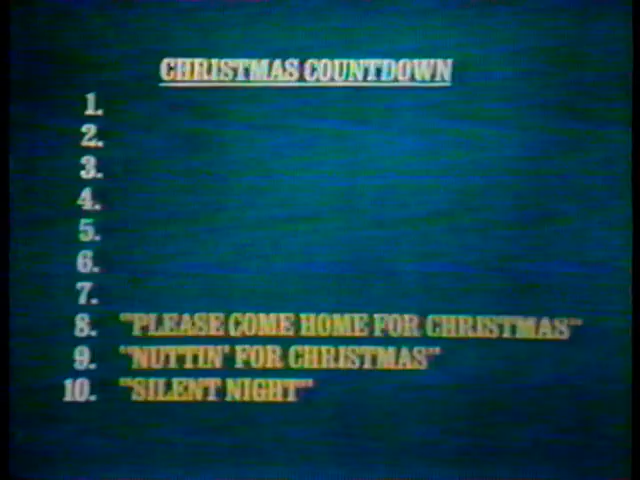 CHRISTMAS COUNTDOWN
1.
2.
3.
4.
5.
6.
7.
8. "PLEASE COME HOME FOR CHRISTMAS"
9. "NUTTIN' FOR CHRISTMAS"
10. "SILENT NIGHT"